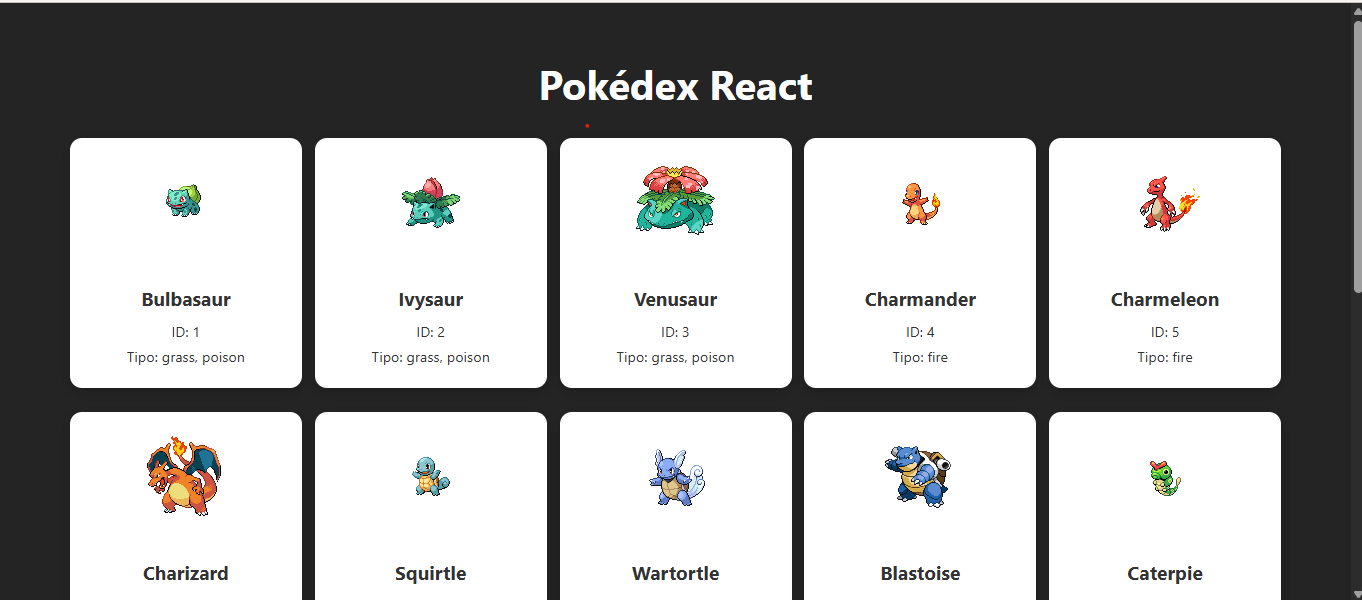 Pokédex React
Bulbasaur
ID: 1
Tipo: grass, poison
Ivysaur
ID: 2
Tipo: grass, poison
Venusaur
ID: 3
Tipo: grass, poison
Charmander
ID: 4
Tipo: fire
Charmeleon
ID: 5
Tipo: fire
Charizard
Squirtle
Wartortle
Blastoise
Caterpie